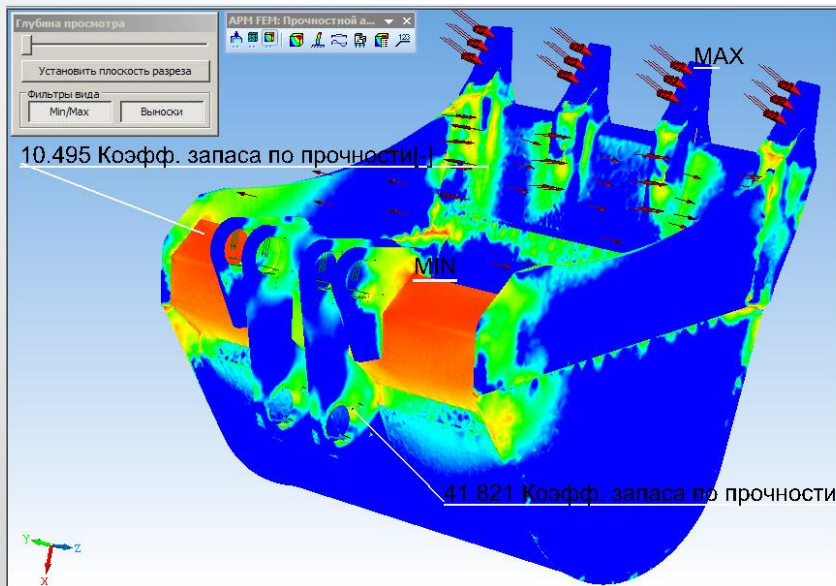 Глубина просмотра
APM FEM: Прочностной а...
Установить плоскость разреза
Фильтры вида
Min/Max
Выноски
MAX
10.495 Коэфф. запаса по прочности[-]
MIN
41.821 Коэфф. запаса по прочности
Y
Z
X
123